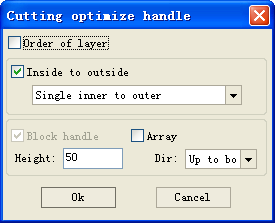 Cutting optimize handle
Order of layer
Inside to outside
Single inner to outer
Block handle Array
Height: 50 Dir: Up to bo
Ok Cancel